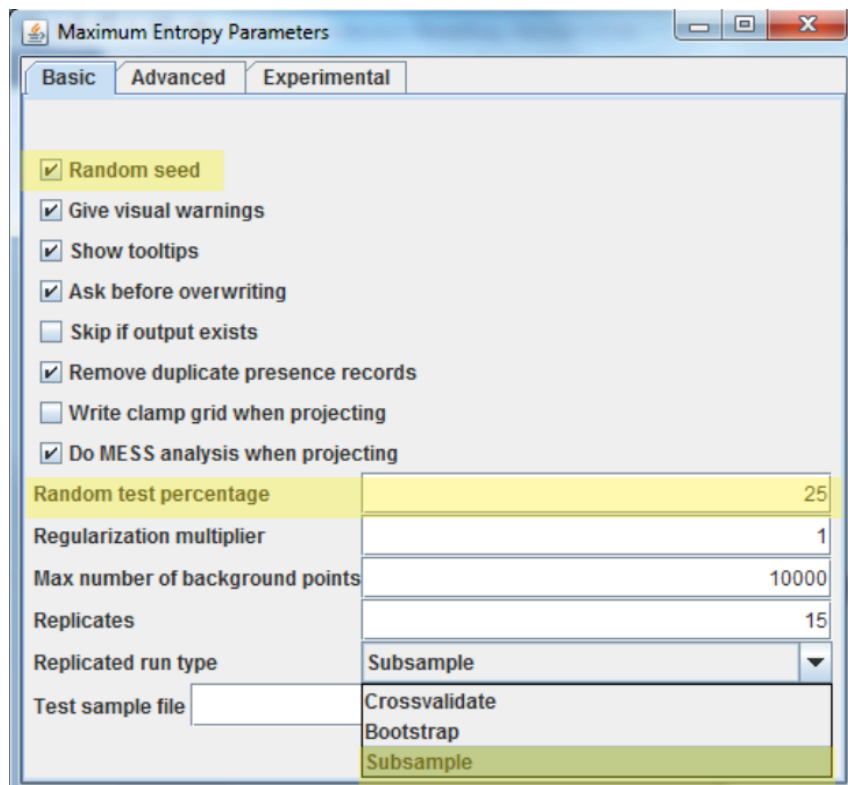 Maximum Entropy Parameters
Basic Advanced Experimental
Random seed
Give visual warnings
Show tooltips
Ask before overwriting
Skip if output exists
Remove duplicate presence records
Write clamp grid when projecting
Do MESS analysis when projecting
Random test percentage 25
Regularization multiplier 1
Max number of background points 10000
Replicates 15
Replicated run type Subsample
Test sample file
Crossvalidate
Bootstrap
Subsample